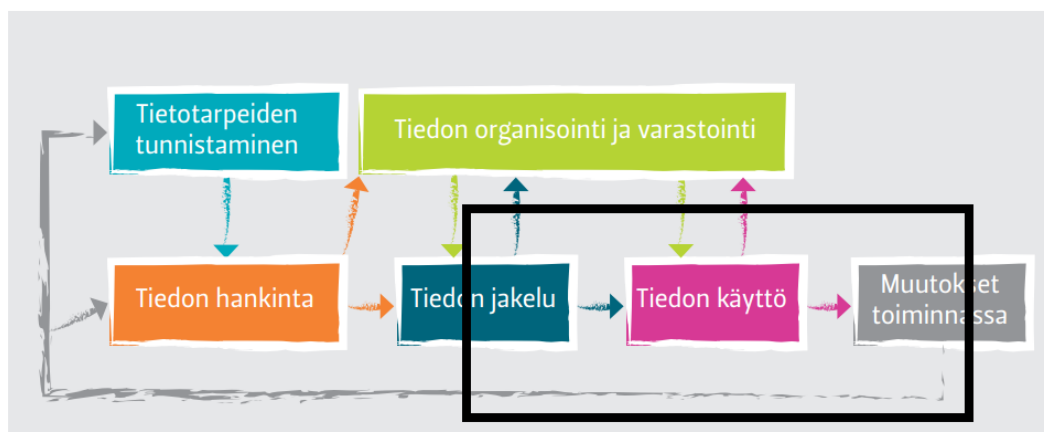 Tietotarpeiden
tunnistaminen
Tiedon organisointi ja varastointi
Tiedon hankinta
Tiedon jakelu
Tiedon käyttö
Muutokset
toiminnassa